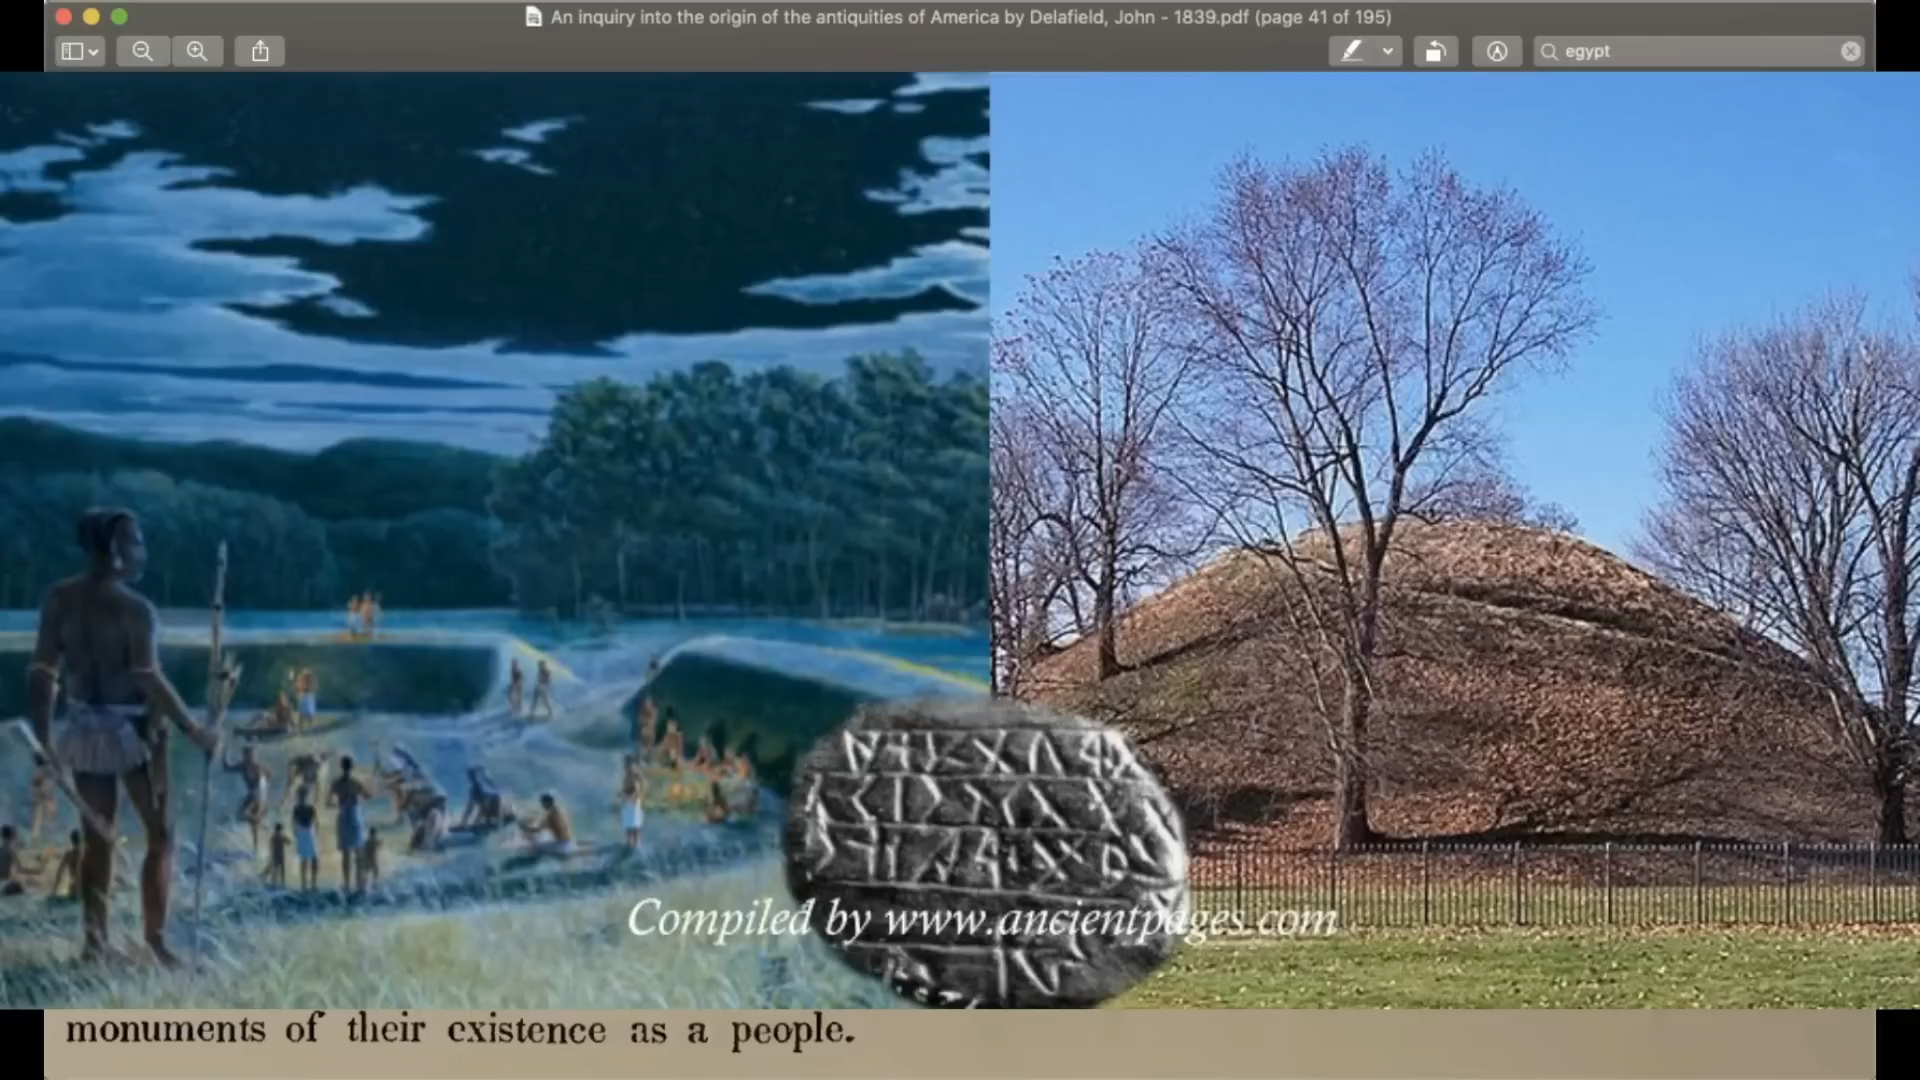 An inquiry into the origin of the antiquities of America by Delafield, John - 1839.pdf (page 41 of 195)
egypt
Compiled by www.ancientpages.com
monuments of their existence as a people.